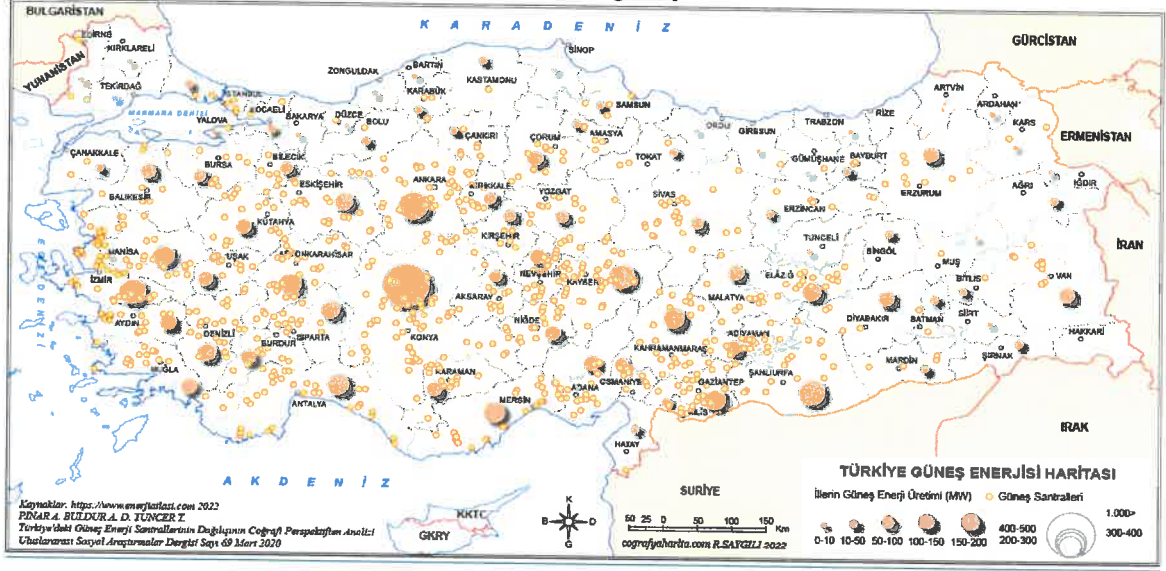 BULGARİSTAN
K A R A D E N İ Z
GÜRCİSTAN
EDİRNE
KIRKLARELİ
SİNOP
YUNANİSTAN
ZONGULDAK
BARTIN
KASTAMONU
TEKİRDAĞ
İSTANBUL
KARABÜK
ARTVİN
ARDAHAN
MARMARA DENİZİ
KOCAELİ
SAKARYA
DÜZCE
SAMSUN
RİZE
KARS
YALOVA
BOLU
ÇANKIRI
ÇORUM
AMASYA
ORDU
GİRESUN
TRABZON
ERMENİSTAN
ÇANAKKALE
BURSA
BİLECİK
TOKAT
GÜMÜŞHANE
BAYBURT
ANKARA
KIRIKKALE
ESKİŞEHİR
YOZGAT
SİVAS
ERZURUM
AĞRI
IĞDIR
BALIKESİR
KÜTAHYA
ERZİNCAN
KIRŞEHİR
TUNCELİ
MANİSA
UŞAK
AFYONKARAHİSAR
BİNGÖL
İRAN
İZMİR
NEVŞEHİR
KAYSERİ
ELAZIĞ
MUŞ
BİTLİS
VAN
AKSARAY
MALATYA
AYDIN
DENİZLİ
BURDUR
ISPARTA
KONYA
NİĞDE
ADIYAMAN
DİYABAKIR
BATMAN
SİİRT
HAKKARİ
KAHRAMANMARAŞ
MUĞLA
KARAMAN
ADANA
OSMANİYE
GAZİANTEP
ŞANLIURFA
MARDİN
ŞIRNAK
ANTALYA
MERSİN
KİLİS
HATAY
IRAK
A K D E N İ Z
SURİYE
KKTC
GKRY
Kaynaklar: https://www.enerjiatlasi.com 2022
PINAR A. BULDUR A. D. TUNCER T.
Türkiye'deki Güneş Enerji Santrallerinin Dağılışının Coğrafi Perspektiften Analizi
Uluslararası Sosyal Araştırmalar Dergisi Sayı 69 Mart 2020
K
B D
G
50 25 0 50 100 150
Km
cografyaharita.com R.SAYGILI 2022
TÜRKİYE GÜNEŞ ENERJİSİ HARİTASI
İllerin Güneş Enerji Üretimi (MW)
Güneş Santralleri
0-10 10-50 50-100 100-150 150-200
400-500
200-300
1.000>
300-400